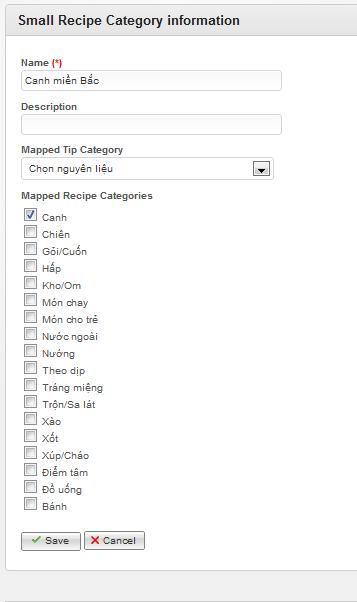 Small Recipe Category information
Name (*)
Canh miền Bắc
Description
Mapped Tip Category
Chọn nguyên liệu
Mapped Recipe Categories
Canh
Chiên
Gỏi/Cuốn
Hấp
Kho/Om
Món chay
Món cho trẻ
Nước ngoài
Nướng
Theo dịp
Tráng miệng
Trộn/Sa lát
Xào
Xốt
Xúp/Cháo
Điểm tâm
Đồ uống
Bánh
Save Cancel